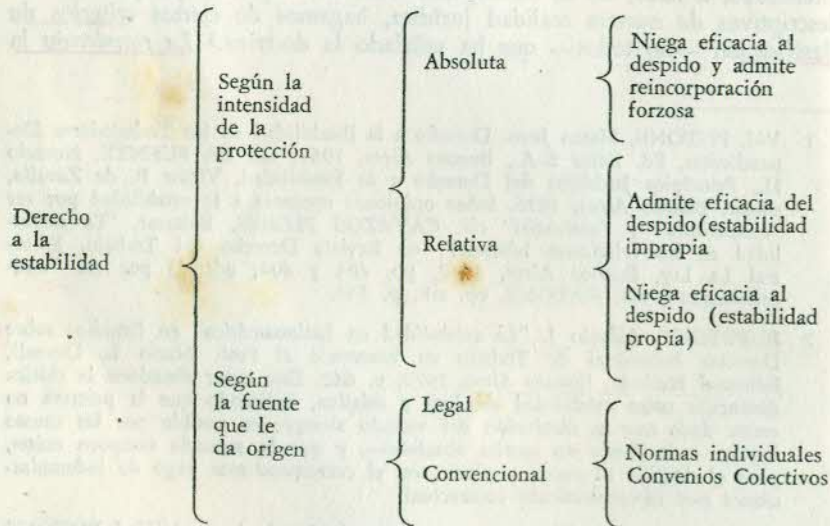 Derecho
a la
estabilidad
Según la
intensidad
de la
protección
Absoluta
Niega eficacia al
despido y admite
reincorporación
forzosa
Relativa
Admite eficacia del
despido(estabilidad
impropia
Niega eficacia al
despido (estabilidad
propia)
Según
la fuente
que le
da origen
Legal
Convencional
Normas individuales
Convenios Colectivos